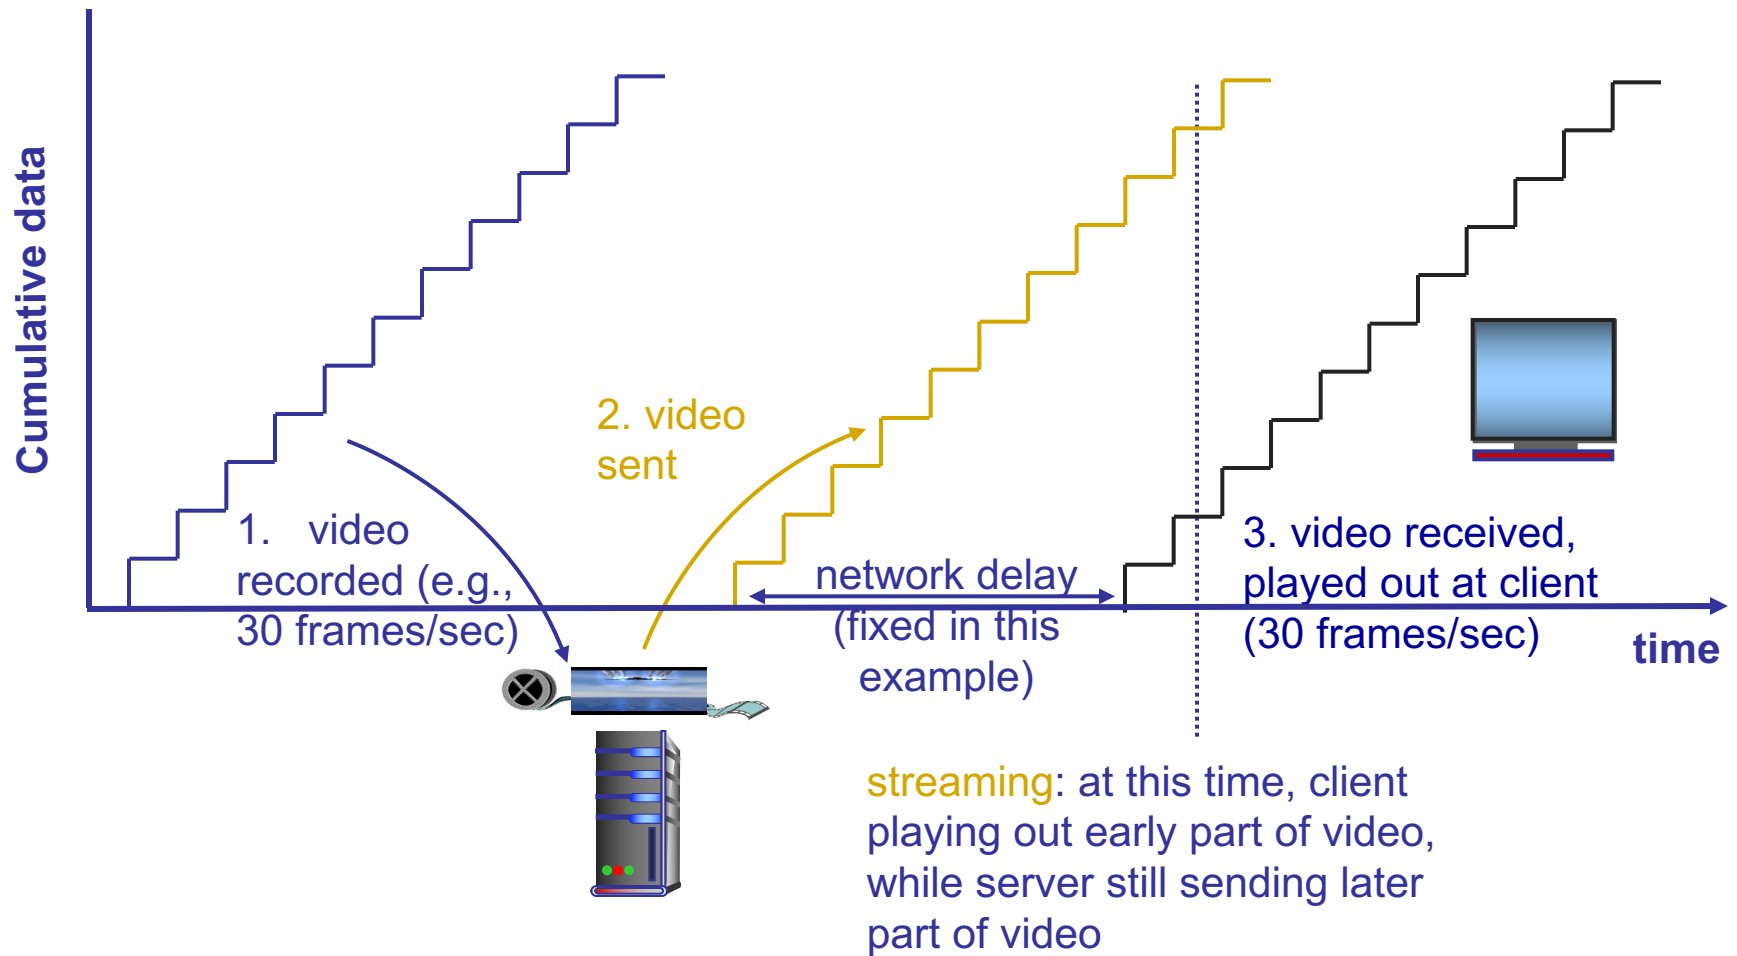 Cumulative data
1. video
recorded (e.g.,
30 frames/sec)
2. video
sent
network delay
(fixed in this
example)
3. video received,
played out at client
(30 frames/sec)
time
streaming: at this time, client
playing out early part of video,
while server still sending later
part of video